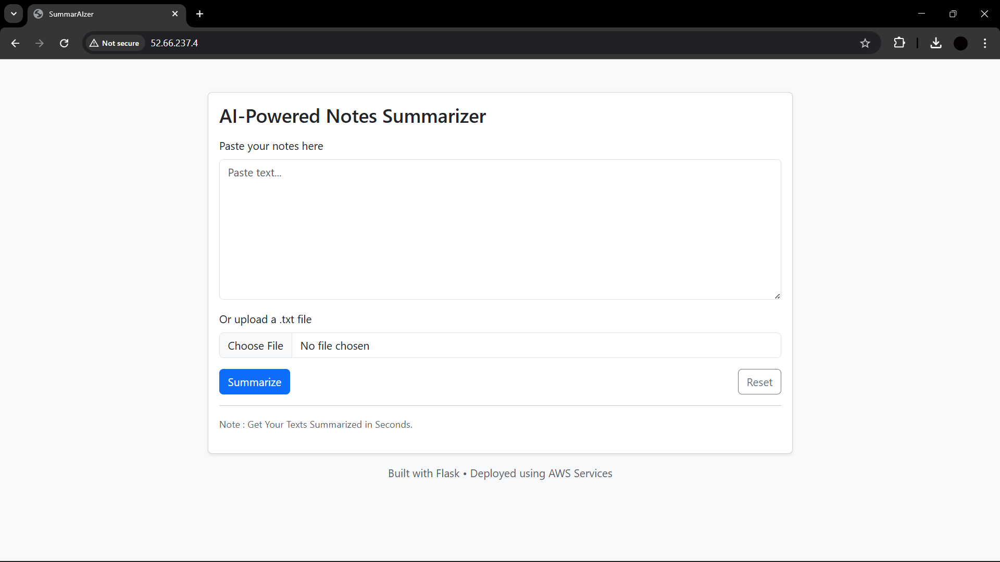 SummarAIzer
Not secure
52.66.237.4
AI-Powered Notes Summarizer
Paste your notes here
Paste text...
Or upload a .txt file
Choose File No file chosen
Summarize
Reset
Note : Get Your Texts Summarized in Seconds.
Built with Flask • Deployed using AWS Services